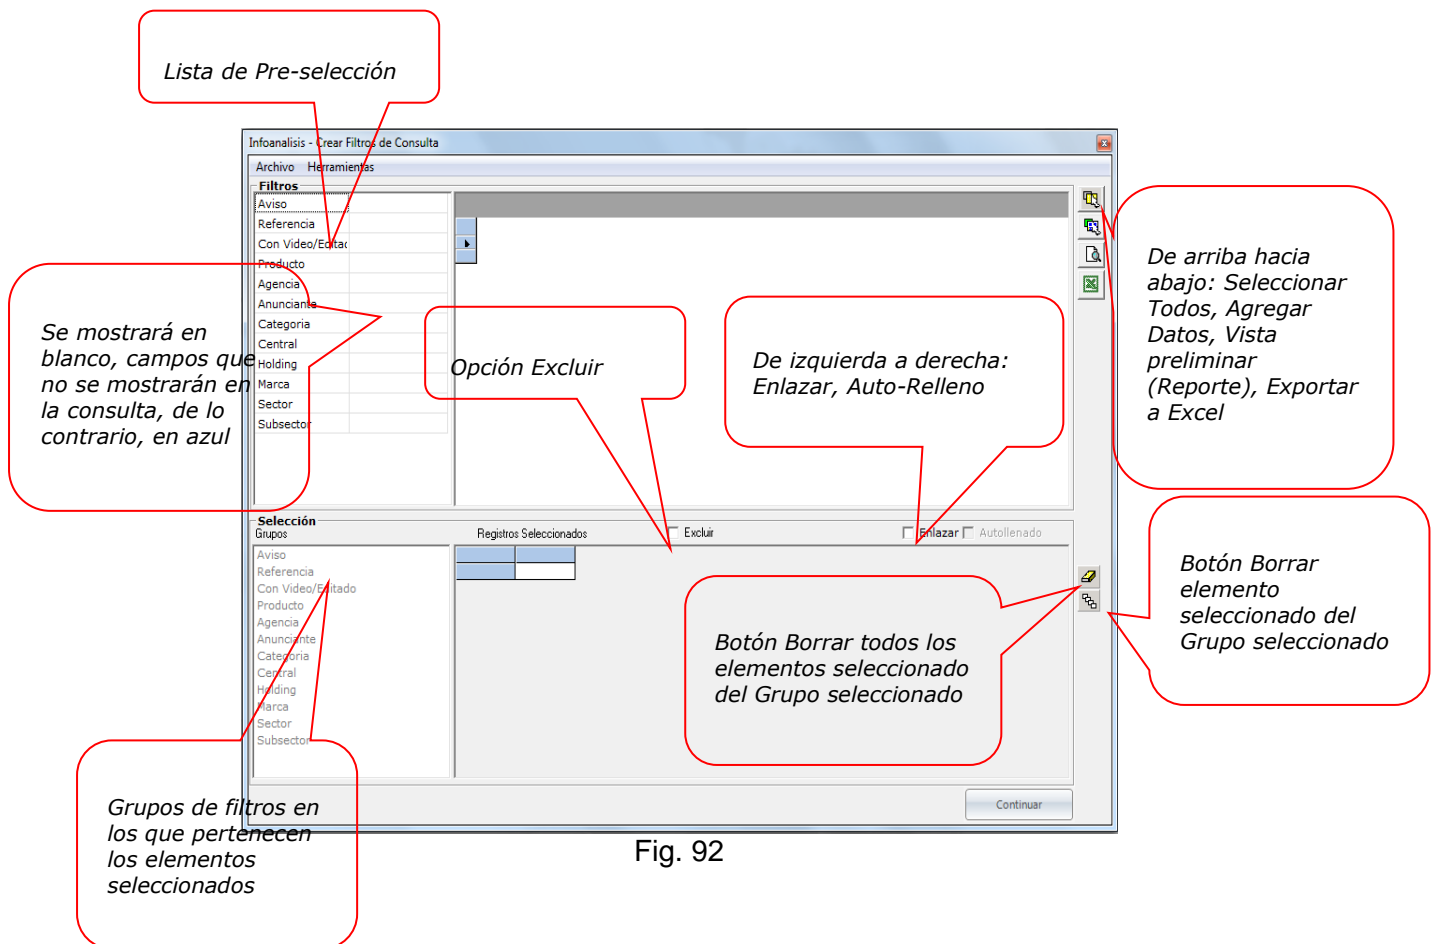 Lista de Pre-selección
Infoanalisis - Crear Filtros de Consulta
Archivo Herramientas
Filtros
Aviso
Referencia
Con Video/Editac
Producto
Agencia
Anunciante
Categoria
Central
Holding
Marca
Sector
Subsector
Se mostrará en
blanco, campos que
no se mostrarán en
la consulta, de lo
contrario, en azul
Opción Excluir
De izquierda a derecha:
Enlazar, Auto-Relleno
De arriba hacia
abajo: Seleccionar
Todos, Agregar
Datos, Vista
preliminar
(Reporte), Exportar
a Excel
Selección
Grupos Registros Seleccionados Excluir Enlazar Autollenado
Aviso
Referencia
Con Video/Editado
Producto
Agencia
Anunciante
Categoria
Central
Holding
Marca
Sector
Subsector
Botón Borrar todos los
elementos seleccionado
del Grupo seleccionado
Botón Borrar
elemento
seleccionado del
Grupo seleccionado
Grupos de filtros en
los que pertenecen
los elementos
seleccionados
Continuar
Fig. 92